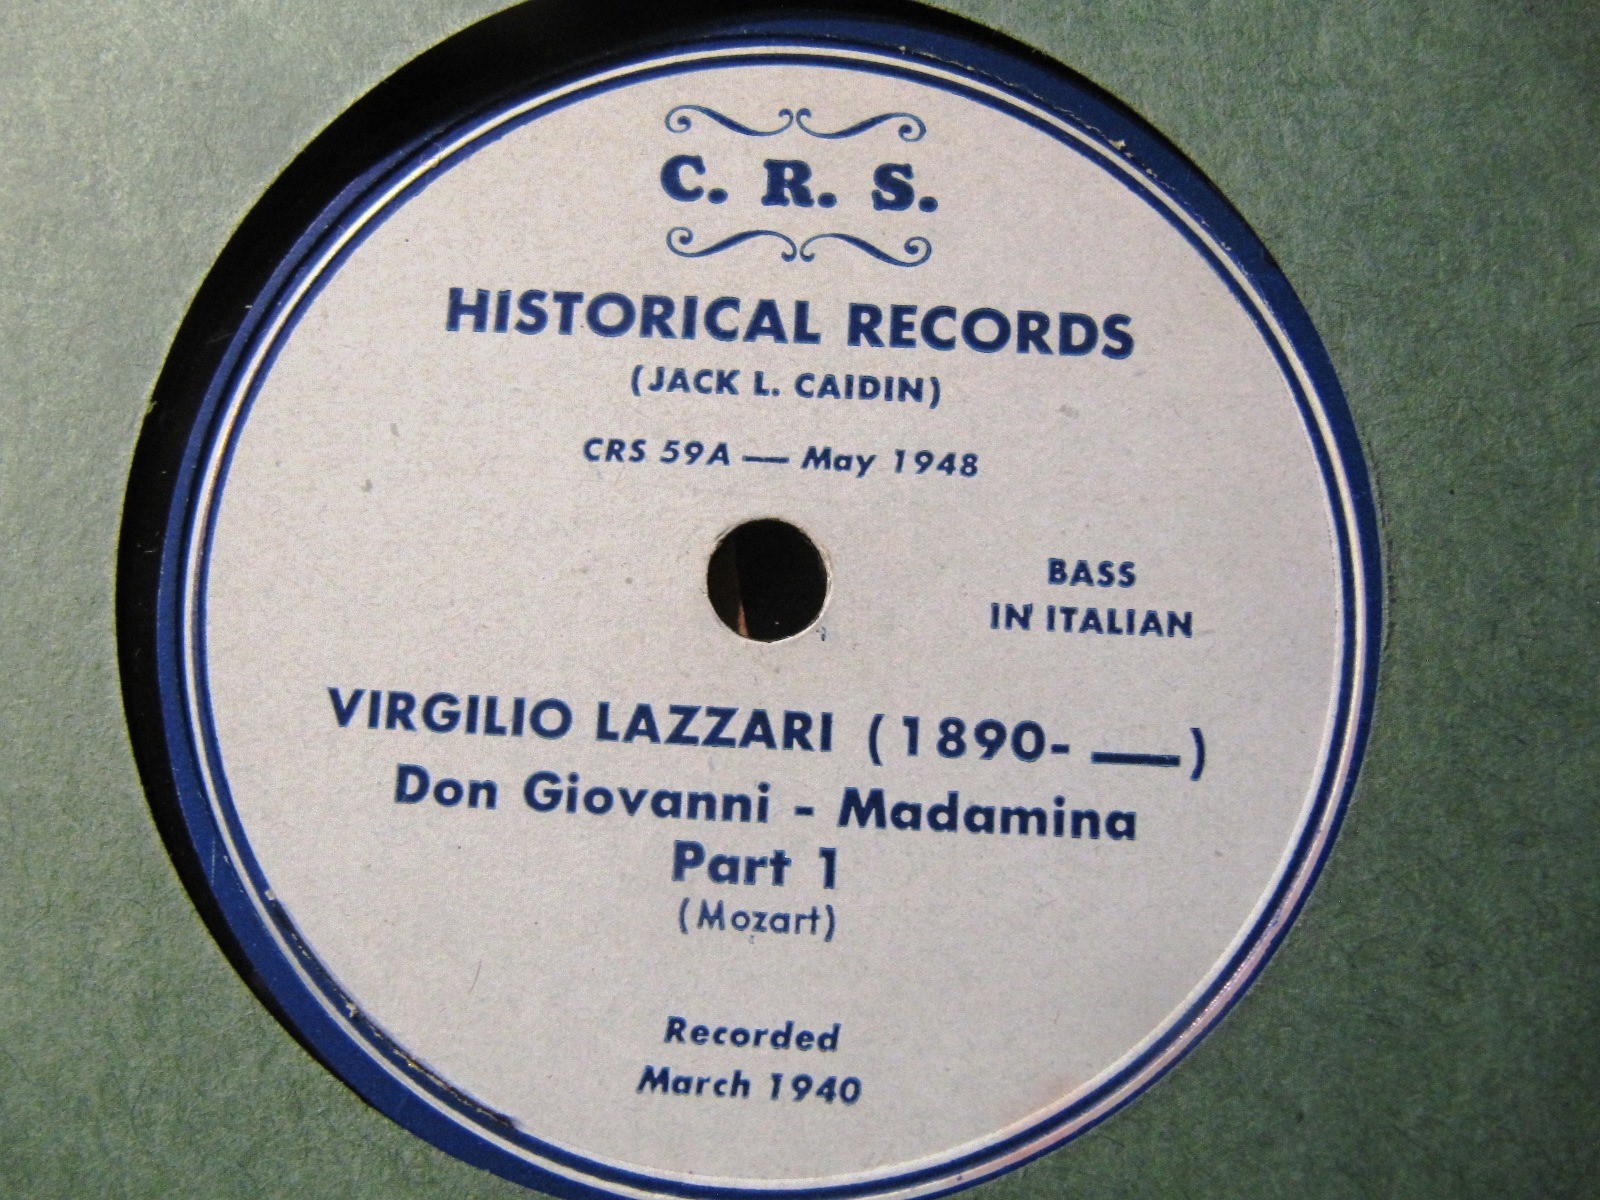 C. R. S.
HISTORICAL RECORDS
(JACK L. CAIDIN)
CRS 59A — May 1948
BASS
IN ITALIAN
VIRGILIO LAZZARI (1890- —)
Don Giovanni - Madamina
Part 1
(Mozart)
Recorded
March 1940